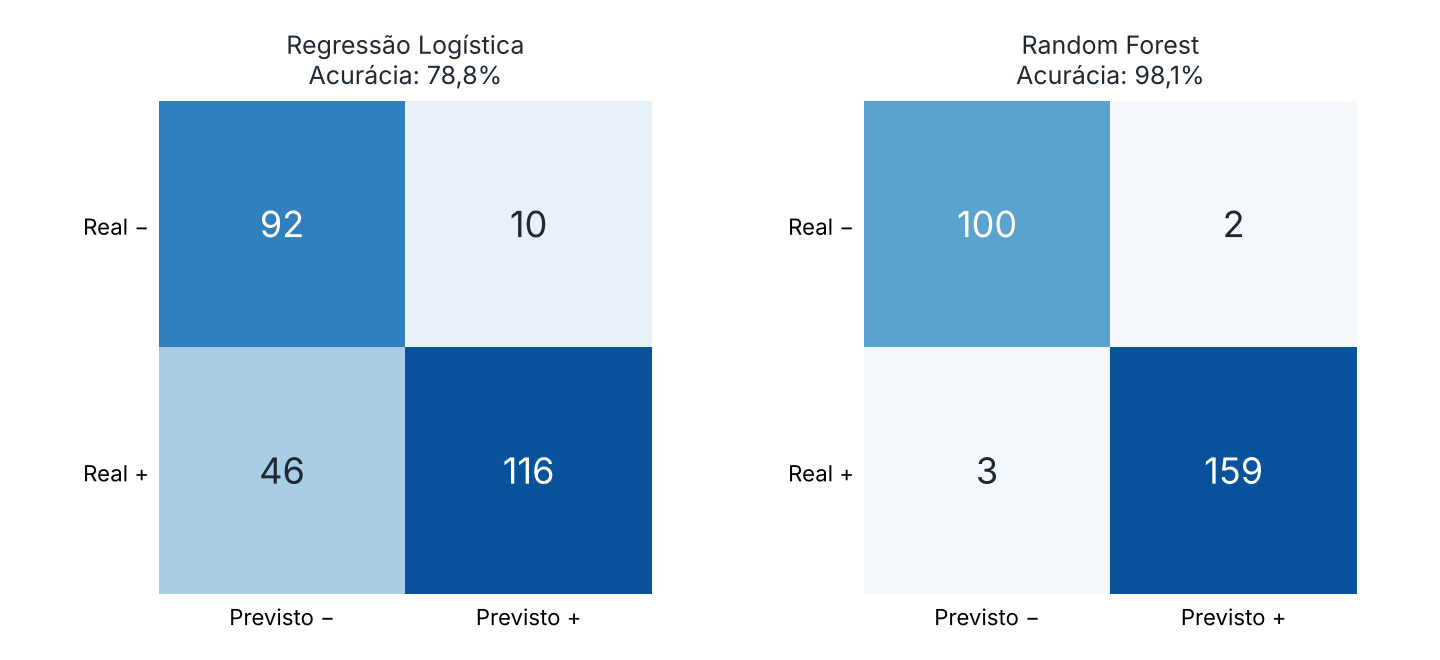 Regressão Logística
Acurácia: 78,8%
Real − 92 10
Real + 46 116
Previsto − Previsto +
Random Forest
Acurácia: 98,1%
Real − 100 2
Real + 3 159
Previsto − Previsto +